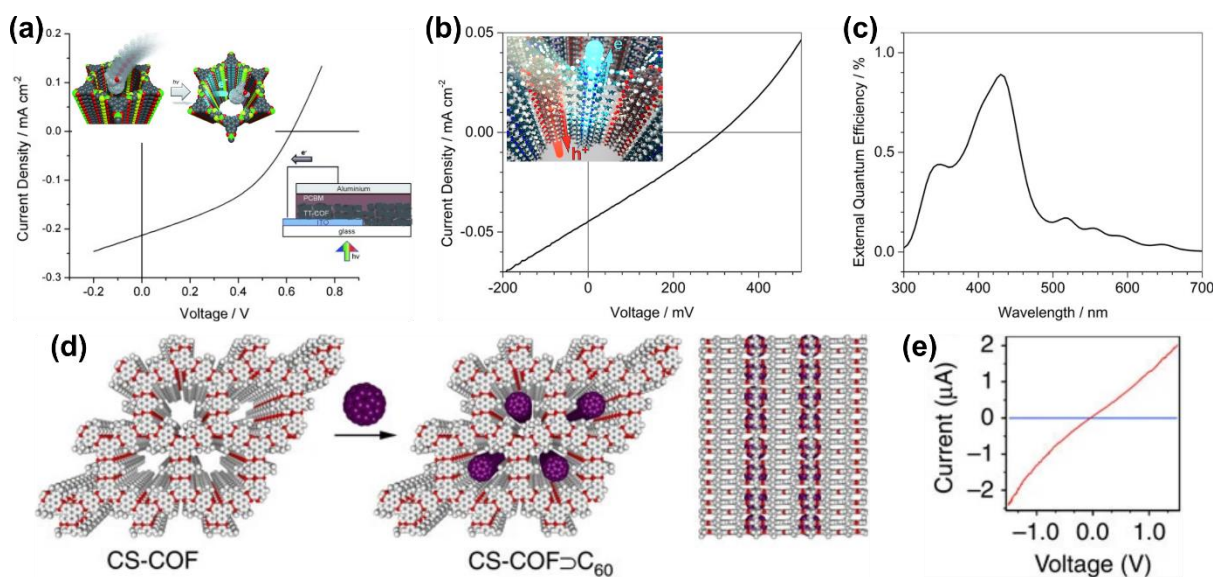 (a)
Current Density / mA cm-2
0.2
0.1
0.0
-0.1
-0.2
-0.3
-0.2 0.0 0.2 0.4 0.6 0.8
Voltage / V
hν
e-
Aluminium
PCBM
TT-COF
ITO
glass
hν
(b)
Current Density / mA cm-2
0.05
0.00
-0.05
-200 0 200 400
Voltage / mV
e-
h+
(c)
External Quantum Efficiency / %
1.0
0.5
0.0
300 400 500 600 700
Wavelength / nm
(d)
CS-COF
CS-COF⊃C60
(e)
Current (μA)
2
1
0
−1
−2
−1.0 0.0 1.0
Voltage (V)